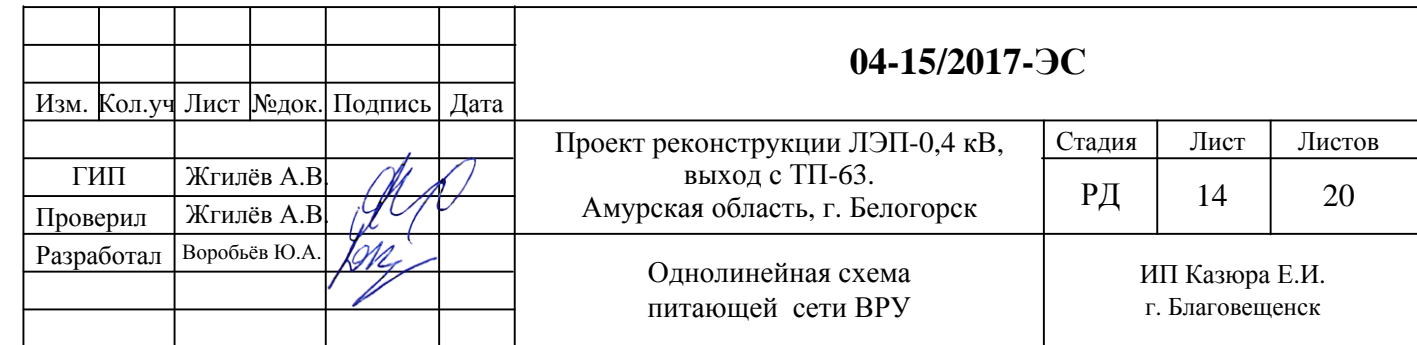 04-15/2017-ЭС
Изм. Кол.уч Лист №док. Подпись Дата
Проект реконструкции ЛЭП-0,4 кВ,
выход с ТП-63.
Амурская область, г. Белогорск
Стадия Лист Листов
РД 14 20
ГИП Жгилёв А.В.
Проверил Жгилёв А.В.
Разработал Воробьёв Ю.А.
Однолинейная схема
питающей сети ВРУ
ИП Казюра Е.И.
г. Благовещенск